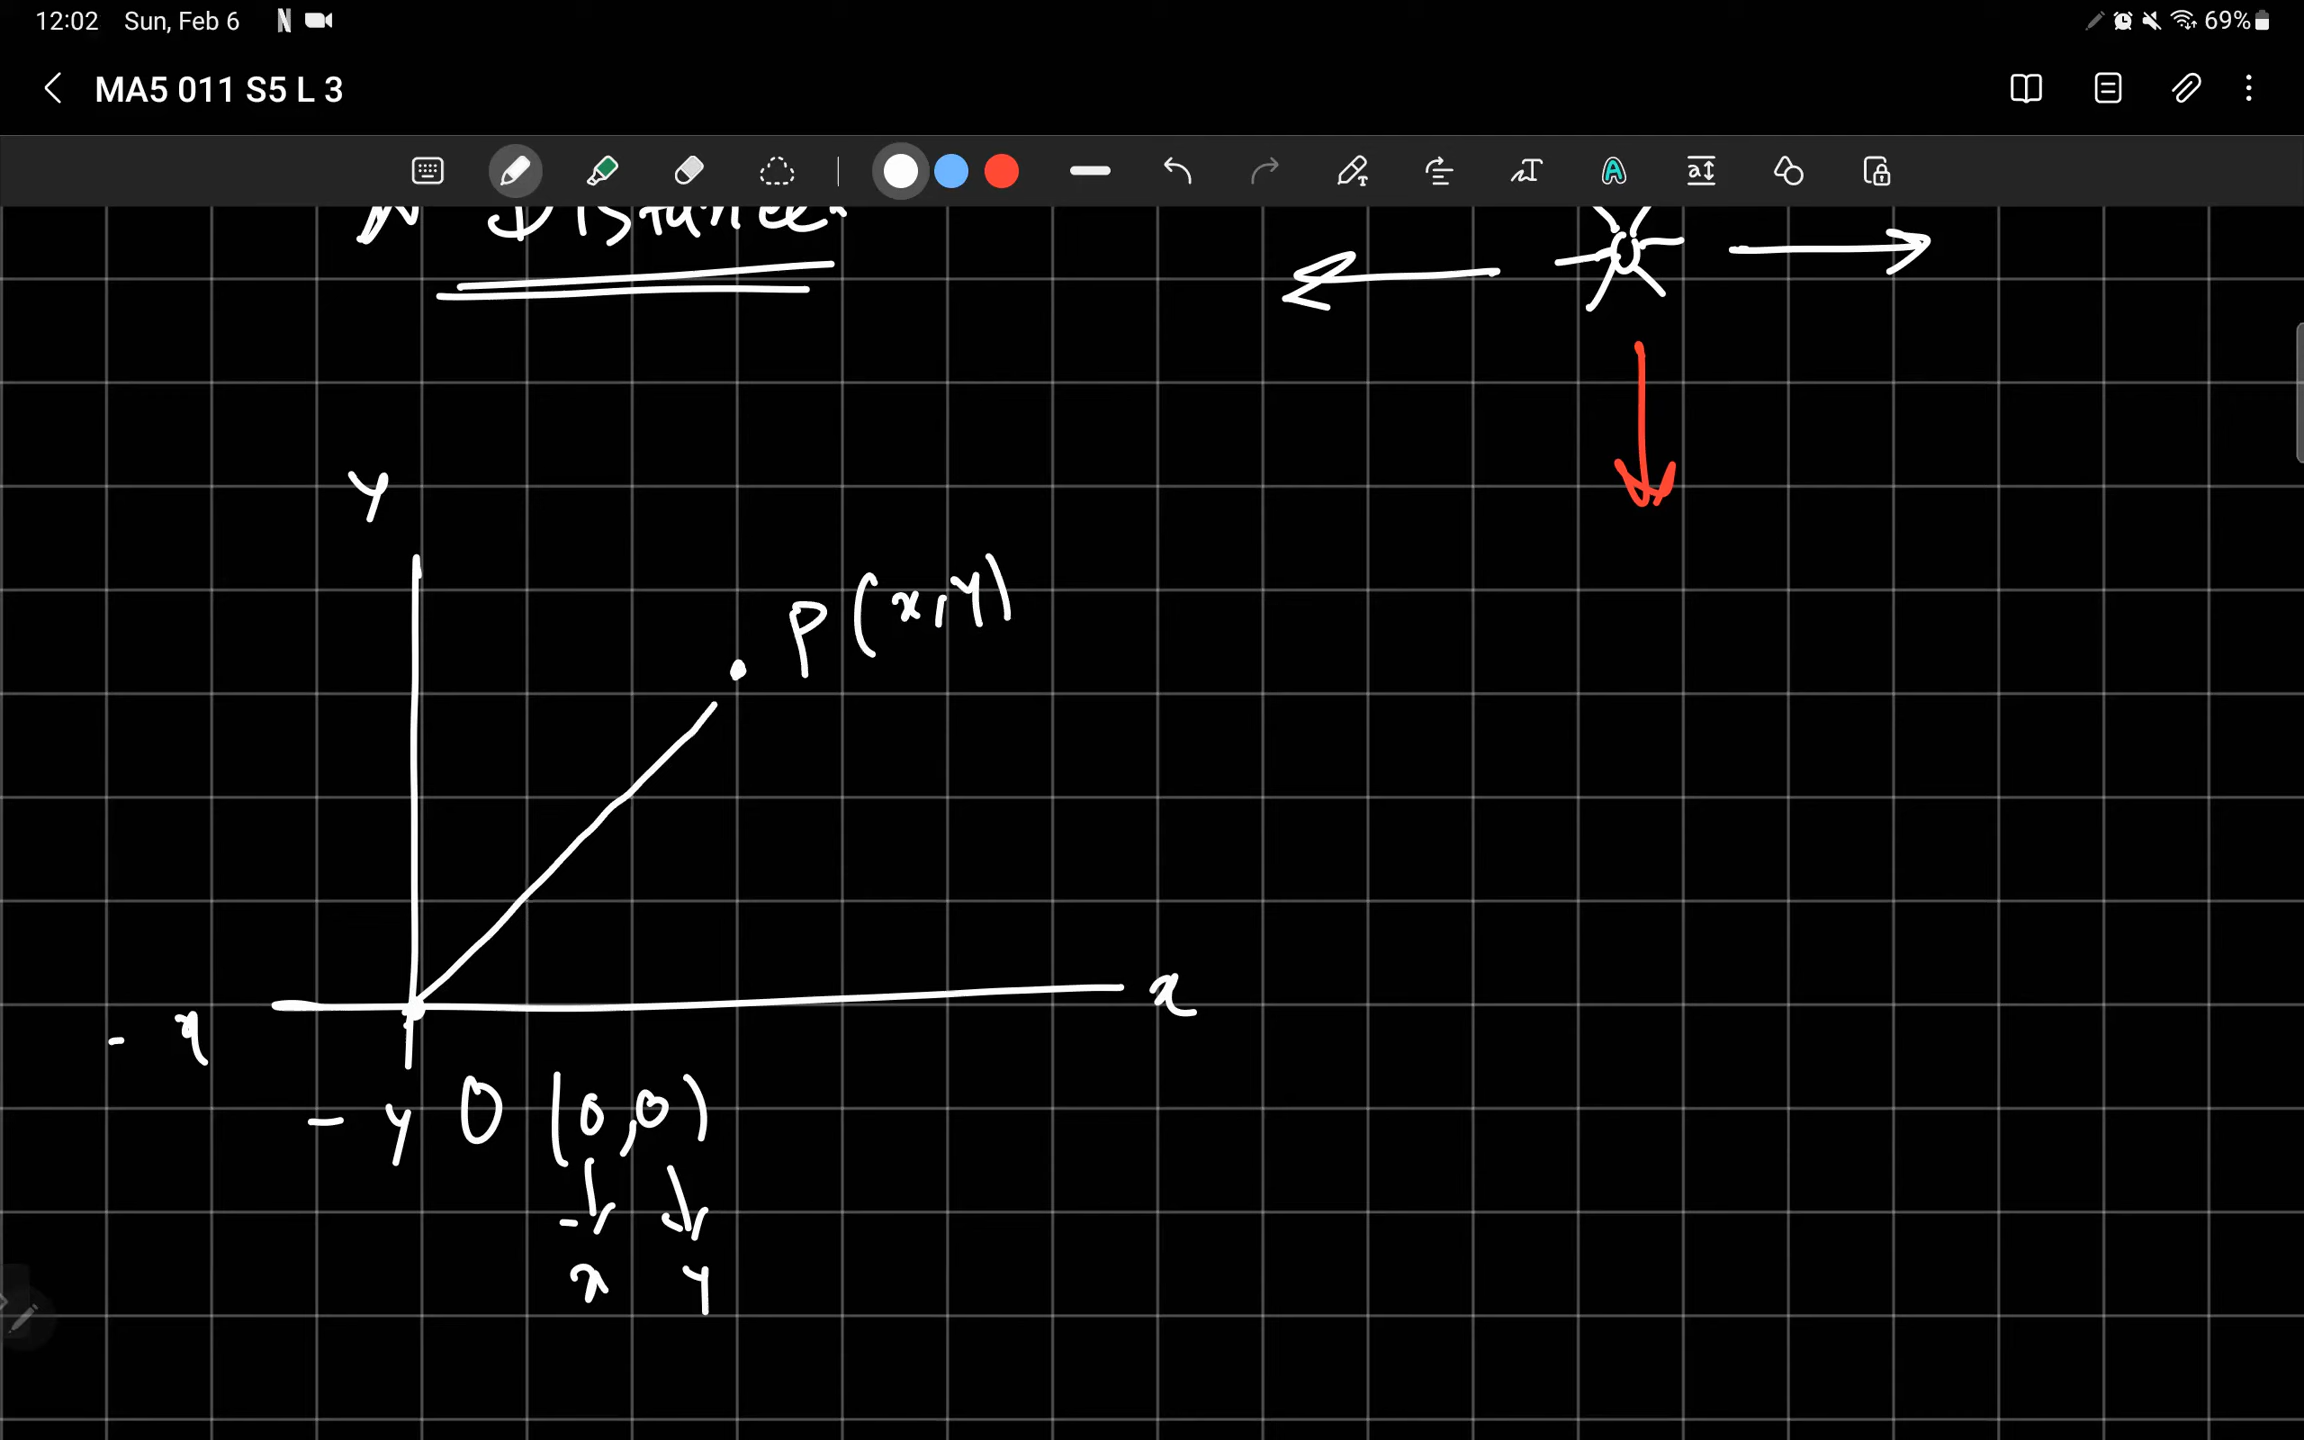 12:02 Sun, Feb 6 69%
MA5 011 S5 L 3
Distance
y
P (x, y)
x
- x
- y O (0,0)
x y